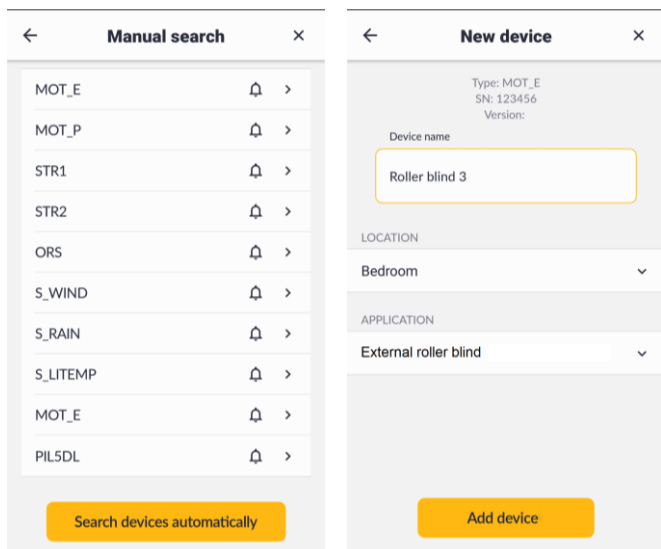 Manual search
MOT_E
MOT_P
STR1
STR2
ORS
S_WIND
S_RAIN
S_LITEMP
MOT_E
PIL5DL
Search devices automatically
New device
Type: MOT_E
SN: 123456
Version:
Device name
Roller blind 3
LOCATION
Bedroom
APPLICATION
External roller blind
Add device